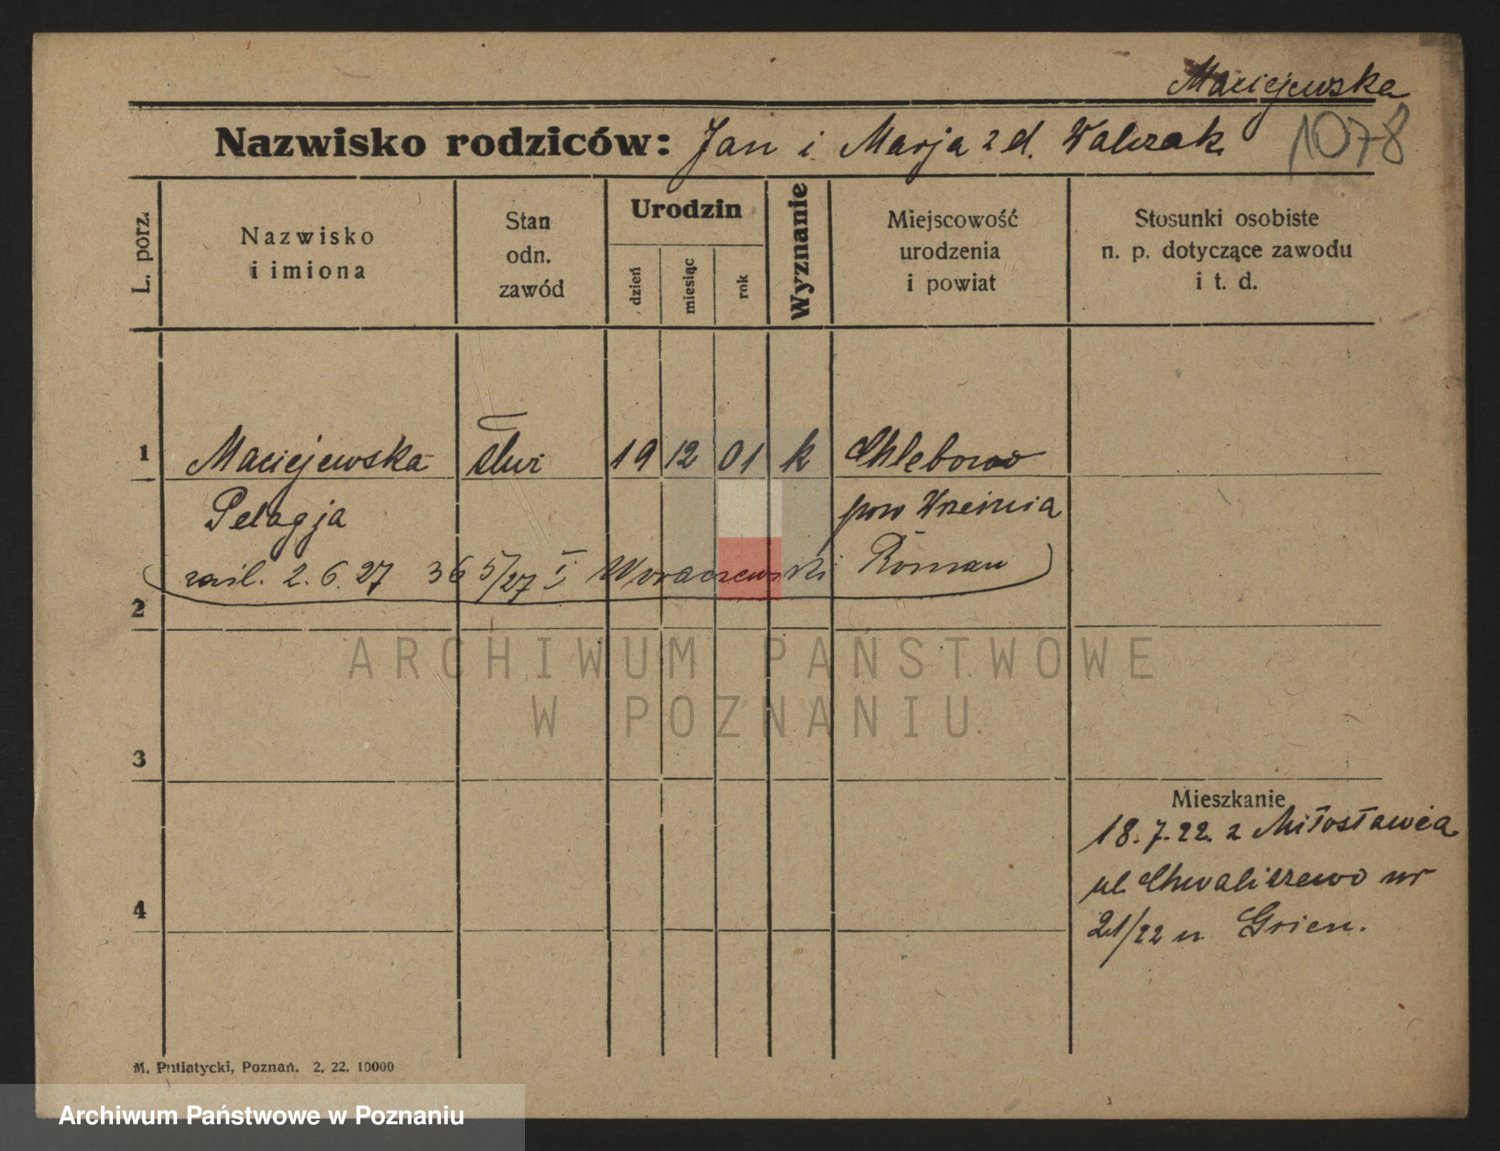 Maciejewska
Nazwisko rodziców: Jan i Marja z d. Walczak
1078
L. porz.
Nazwisko
i imiona
Stan
odn.
zawód
Urodzin
dzień
miesiąc
rok
Wyznanie
Miejscowość
urodzenia
i powiat
Stosunki osobiste
n. p. dotyczące zawodu
i t. d.
1 Maciejewska 19 12 01 k Chlebowo
Pelagja pow Września
zaśl. 2.6.27 365/27 I Roman
2
3
4
Mieszkanie
18.7.22. z Miłosławia
ul. Chwaliszewo nr
21/22 u Grien.
M. Putiatycki, Poznań. 2. 22. 10000
ARCHIWUM PAŃSTWOWE
W POZNANIU
Archiwum Państwowe w Poznaniu